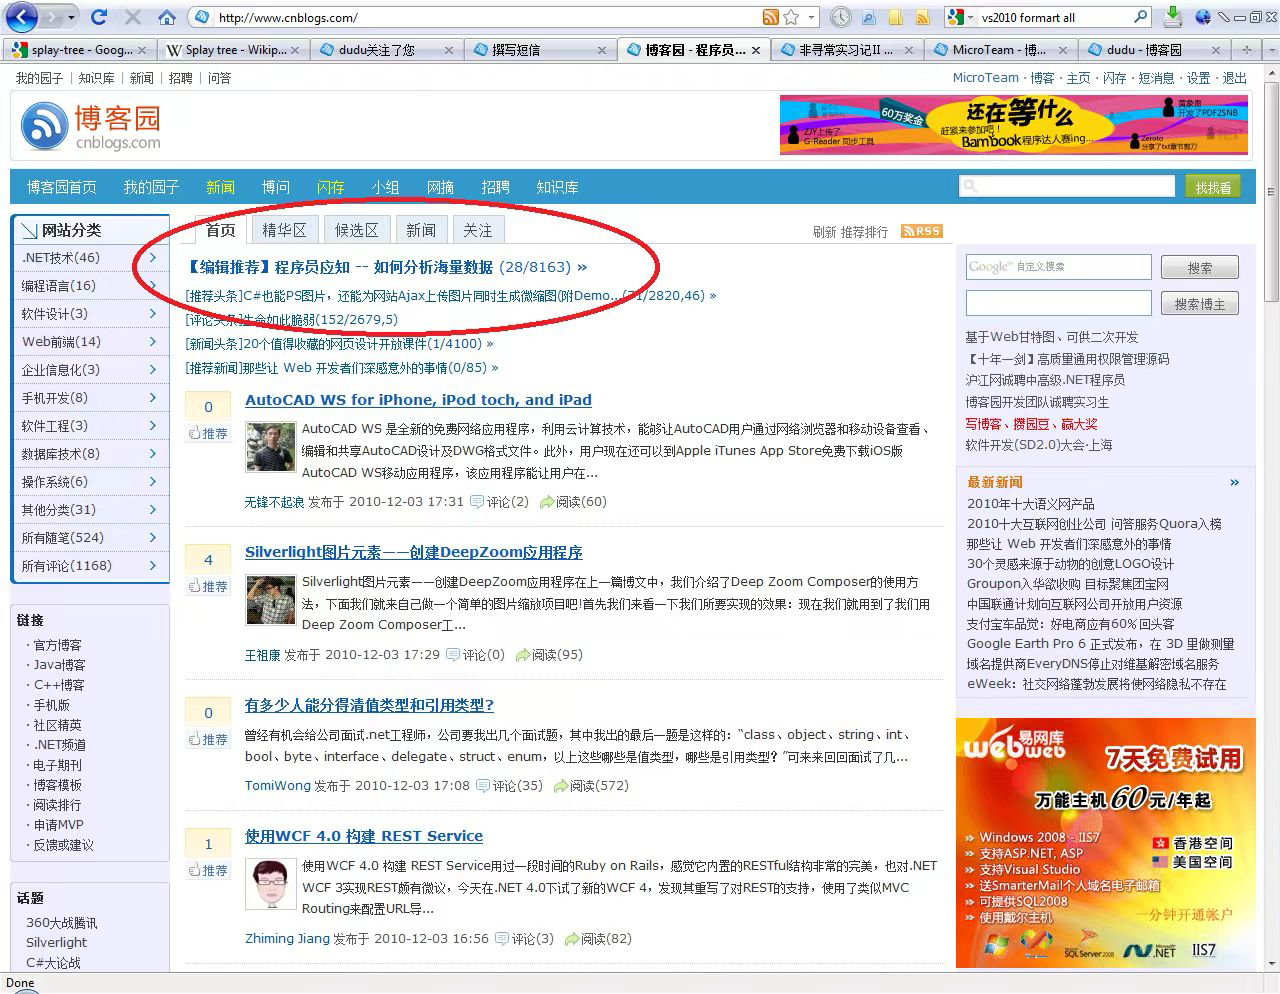 http://www.cnblogs.com/
vs2010 formart all
splay-tree - Goog...
Splay tree - Wikip...
dudu关注了您
撰写短信
博客园 - 程序员...
非寻常实习记II ...
MicroTeam - 博...
dudu - 博客园
我的园子 | 知识库 | 新闻 | 招聘 | 问答
MicroTeam · 博客 · 主页 · 闪存 · 短消息 · 设置 · 退出
博客园
cnblogs.com
60万奖金
还在等什么
赶紧来参加吧!
Bambook程序达人赛ing...
ZJY上传了
G-Reader 同步工具
黄象衡
开发了PDF2SNB
Zeroto
分享了txt章节剪刀
博客园首页 我的园子 新闻 博问 闪存 小组 网摘 招聘 知识库
找找看
网站分类
.NET技术(46)
编程语言(16)
软件设计(3)
Web前端(14)
企业信息化(3)
手机开发(8)
软件工程(3)
数据库技术(8)
操作系统(6)
其他分类(31)
所有随笔(524)
所有评论(1168)
链接
· 官方博客
· Java博客
· C++博客
· 手机版
· 社区精英
· .NET频道
· 电子期刊
· 博客模板
· 阅读排行
· 申请MVP
· 反馈或建议
话题
360大战腾讯
Silverlight
C#大论战
首页 精华区 候选区 新闻 关注
刷新 推荐排行 RSS
【编辑推荐】程序员应知 -- 如何分析海量数据 (28/8163) »
[推荐头条]C#也能PS图片，还能为网站Ajax上传图片同时生成微缩图(附Demo...(71/2820,46) »
[评论头条]生命如此脆弱(152/2679,5)
[新闻头条]20个值得收藏的网页设计开放课件(1/4100) »
[推荐新闻]那些让 Web 开发者们深感意外的事情(0/85) »
0
推荐
AutoCAD WS for iPhone, iPod toch, and iPad
AutoCAD WS 是全新的免费网络应用程序，利用云计算技术，能够让AutoCAD用户通过网络浏览器和移动设备查看、
编辑和共享AutoCAD设计及DWG格式文件。此外，用户现在还可以到Apple iTunes App Store免费下载iOS版
AutoCAD WS移动应用程序，该应用程序能让用户在...
无锋不起浪 发布于 2010-12-03 17:31 评论(2) 阅读(60)
4
推荐
Silverlight图片元素——创建DeepZoom应用程序
Silverlight图片元素——创建DeepZoom应用程序在上一篇博文中，我们介绍了Deep Zoom Composer的使用方
法，下面我们就来自己做一个简单的图片缩放项目吧!首先我们来看一下我们所要实现的效果：现在我们就用到了我们用
Deep Zoom Composer工...
王祖康 发布于 2010-12-03 17:29 评论(0) 阅读(95)
0
推荐
有多少人能分得清值类型和引用类型?
曾经有机会给公司面试.net工程师，公司要我出几个面试题，其中我出的最后一题是这样的：“class、object、string、int、
bool、byte、interface、delegate、struct、enum，以上这些哪些是值类型，哪些是引用类型？”可来来回回面试了几...
TomiWong 发布于 2010-12-03 17:08 评论(35) 阅读(572)
1
推荐
使用WCF 4.0 构建 REST Service
使用WCF 4.0 构建 REST Service用过一段时间的Ruby on Rails，感觉它内置的RESTful结构非常的完美，也对.NET
WCF 3实现REST颇有微议，今天在.NET 4.0下试了新的WCF 4，发现其重写了对REST的支持，使用了类似MVC
Routing来配置URL导...
Zhiming Jiang 发布于 2010-12-03 16:56 评论(3) 阅读(82)
Google™ 自定义搜索
搜索
搜索博主
基于Web甘特图、可供二次开发
【十年一剑】高质量通用权限管理源码
沪江网诚聘中高级.NET程序员
博客园开发团队诚聘实习生
写博客、攒园豆、赢大奖
软件开发(SD2.0)大会·上海
最新新闻 »
2010年十大语义网产品
2010十大互联网创业公司 问答服务Quora入榜
那些让 Web 开发者们深感意外的事情
30个灵感来源于动物的创意LOGO设计
Groupon入华欲收购 目标聚焦团宝网
中国联通计划向互联网公司开放用户资源
支付宝车品觉：好电商应有60% 回头客
Google Earth Pro 6 正式发布，在 3D 里做测量
域名提供商EveryDNS停止对维基解密域名服务
eWeek：社交网络蓬勃发展将使网络隐私不存在
webweb
易网库
7天免费试用
万能主机60元/年起
» Windows 2008 - IIS7
» 支持ASP.NET, ASP
» 支持Visual Studio
» 送SmarterMail个人域名电子邮箱
» 可提供SQL2008
» 使用戴尔主机
香港空间
美国空间
一分钟开通帐户
SQL Server 2008
Microsoft .NET
IIS7
Done